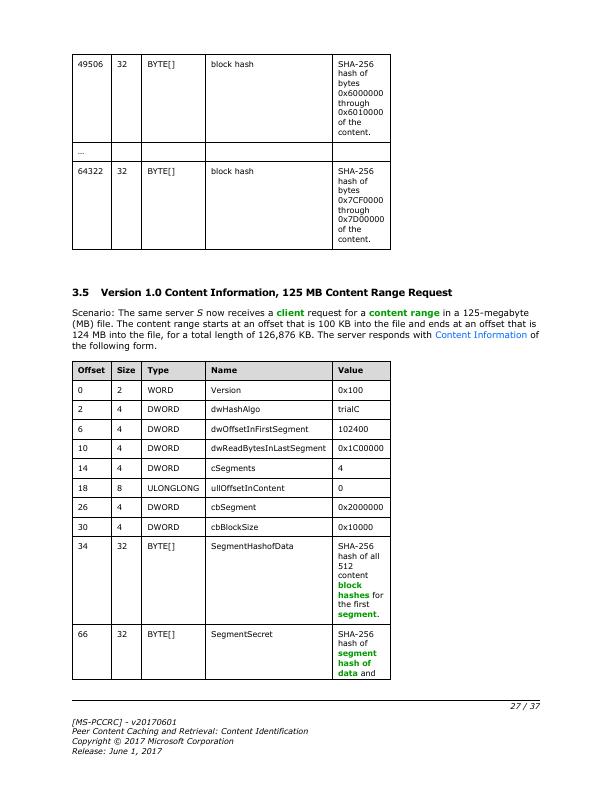 49506 32 BYTE[] block hash SHA-256
hash of
bytes
0x6000000
through
0x6010000
of the
content.
…
64322 32 BYTE[] block hash SHA-256
hash of
bytes
0x7CF0000
through
0x7D00000
of the
content.
3.5 Version 1.0 Content Information, 125 MB Content Range Request
Scenario: The same server S now receives a client request for a content range in a 125-megabyte
(MB) file. The content range starts at an offset that is 100 KB into the file and ends at an offset that is
124 MB into the file, for a total length of 126,876 KB. The server responds with Content Information of
the following form.
Offset Size Type Name Value
0 2 WORD Version 0x100
2 4 DWORD dwHashAlgo trialC
6 4 DWORD dwOffsetInFirstSegment 102400
10 4 DWORD dwReadBytesInLastSegment 0x1C00000
14 4 DWORD cSegments 4
18 8 ULONGLONG ullOffsetInContent 0
26 4 DWORD cbSegment 0x2000000
30 4 DWORD cbBlockSize 0x10000
34 32 BYTE[] SegmentHashofData SHA-256
hash of all
512
content
block
hashes for
the first
segment.
66 32 BYTE[] SegmentSecret SHA-256
hash of
segment
hash of
data and
27 / 37
[MS-PCCRC] - v20170601
Peer Content Caching and Retrieval: Content Identification
Copyright © 2017 Microsoft Corporation
Release: June 1, 2017